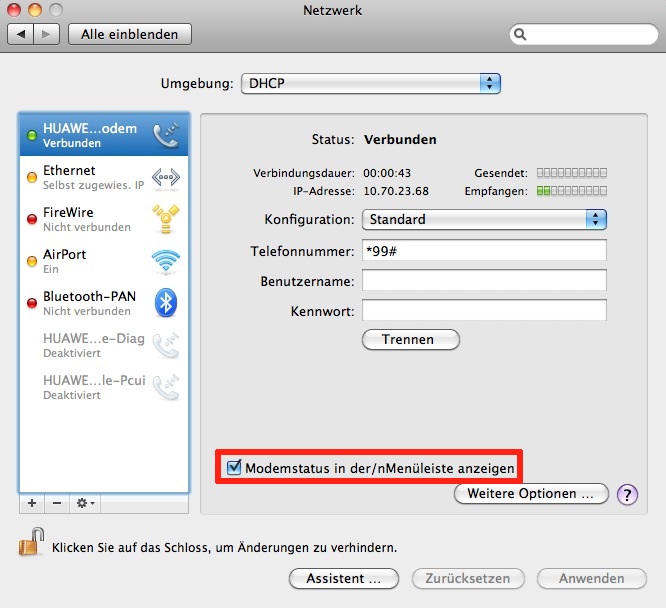 Netzwerk
Alle einblenden
Umgebung: DHCP
HUAWE...odem
Verbunden
Ethernet
Selbst zugewies. IP
FireWire
Nicht verbunden
AirPort
Ein
Bluetooth-PAN
Nicht verbunden
HUAWE...e-Diag
Deaktiviert
HUAWE...le-Pcui
Deaktiviert
Status: Verbunden
Verbindungsdauer: 00:00:43 Gesendet:
IP-Adresse: 10.70.23.68 Empfangen:
Konfiguration: Standard
Telefonnummer: *99#
Benutzername:
Kennwort:
Trennen
Modemstatus in der/nMenüleiste anzeigen
Weitere Optionen ... ?
Klicken Sie auf das Schloss, um Änderungen zu verhindern.
Assistent ... Zurücksetzen Anwenden